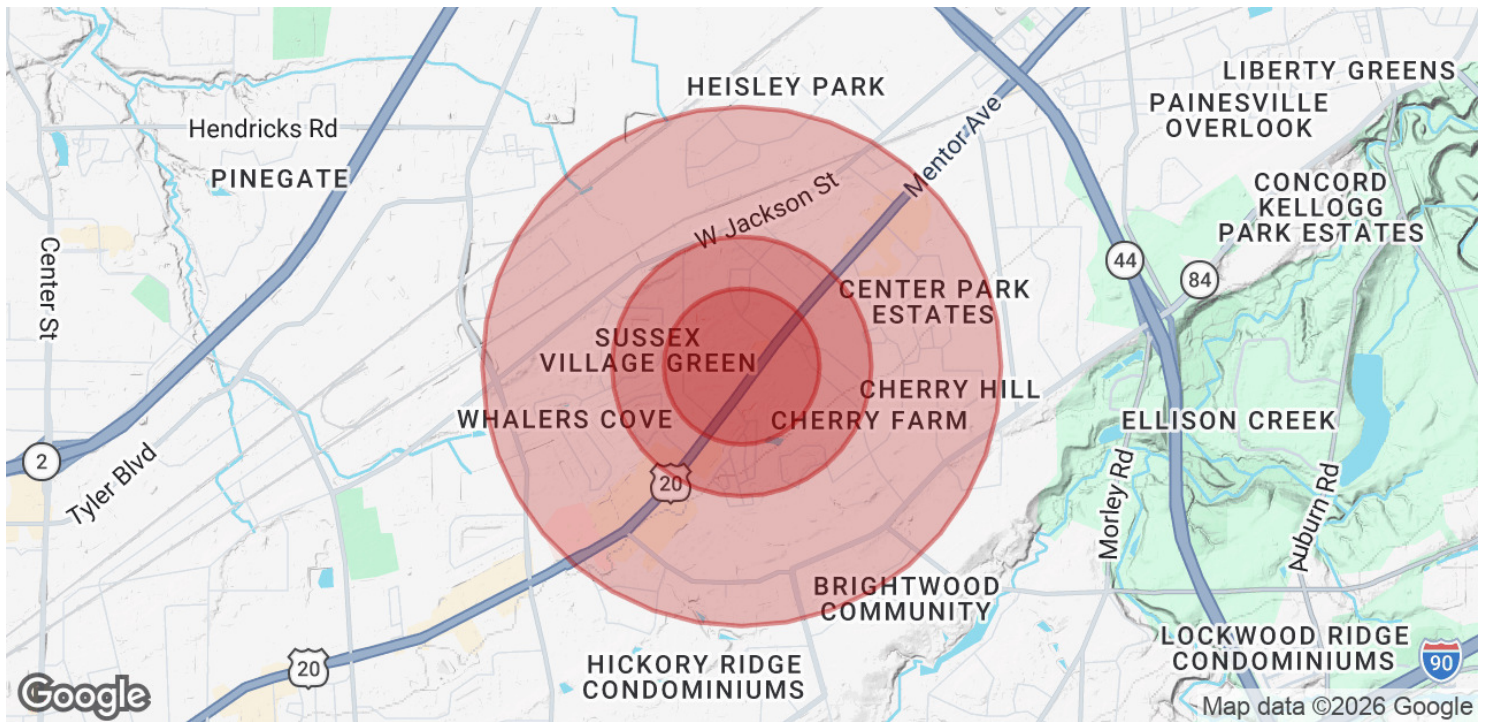 HEISLEY PARK
LIBERTY GREENS
PAINESVILLE
OVERLOOK
Hendricks Rd
PINEGATE
Mentor Ave
W Jackson St
CONCORD
KELLOGG
PARK ESTATES
Center St
44
84
CENTER PARK
ESTATES
SUSSEX
VILLAGE GREEN
CHERRY HILL
WHALERS COVE
CHERRY FARM
ELLISON CREEK
2
Tyler Blvd
20
Morley Rd
Auburn Rd
BRIGHTWOOD
COMMUNITY
20
HICKORY RIDGE
CONDOMINIUMS
LOCKWOOD RIDGE
CONDOMINIUMS
90
Google
Map data ©2026 Google